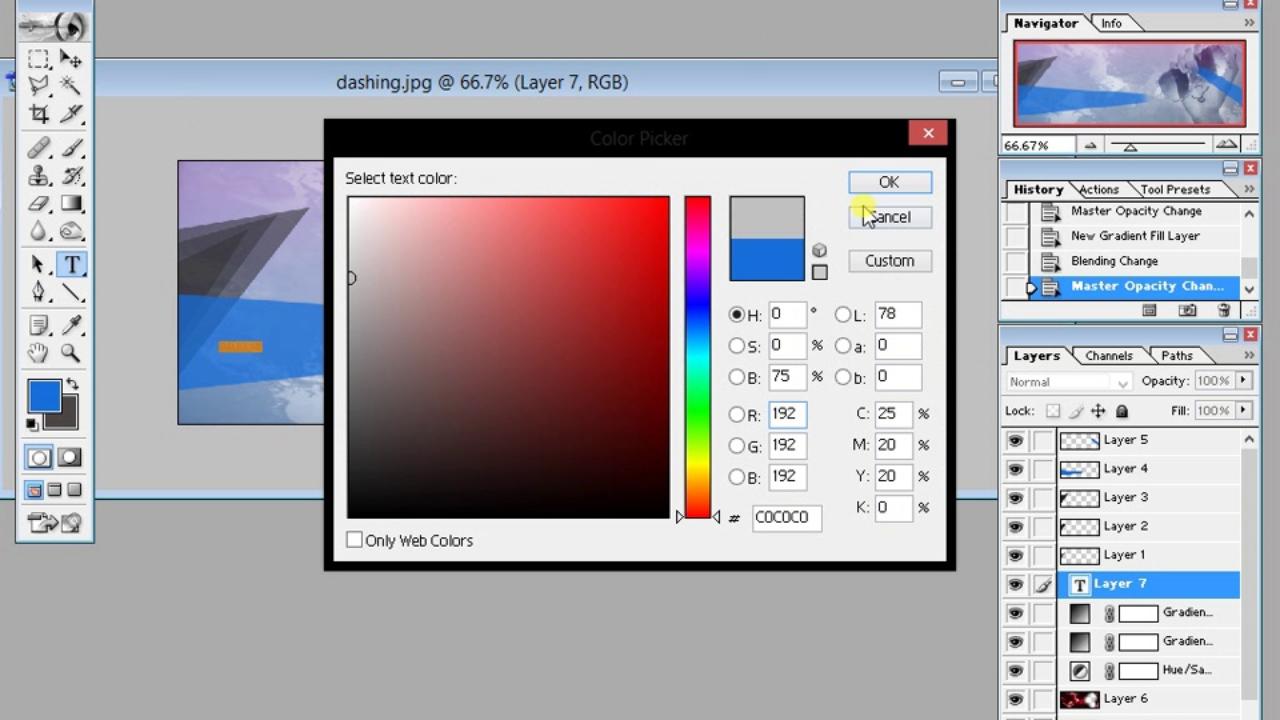 dashing.jpg @ 66.7% (Layer 7, RGB)
Color Picker
Select text color:
OK
Cancel
Custom
H: 0 °
S: 0 %
B: 75 %
R: 192
G: 192
B: 192
L: 78
a: 0
b: 0
C: 25 %
M: 20 %
Y: 20 %
K: 0 %
# C0C0C0
Only Web Colors
T
Navigator Info
66.67%
History Actions Tool Presets
Master Opacity Change
New Gradient Fill Layer
Blending Change
Master Opacity Chan...
Layers Channels Paths
Normal Opacity: 100%
Lock: Fill: 100%
Layer 5
Layer 4
Layer 3
Layer 2
Layer 1
T Layer 7
Gradien...
Gradien...
Hue/Sa...
Layer 6